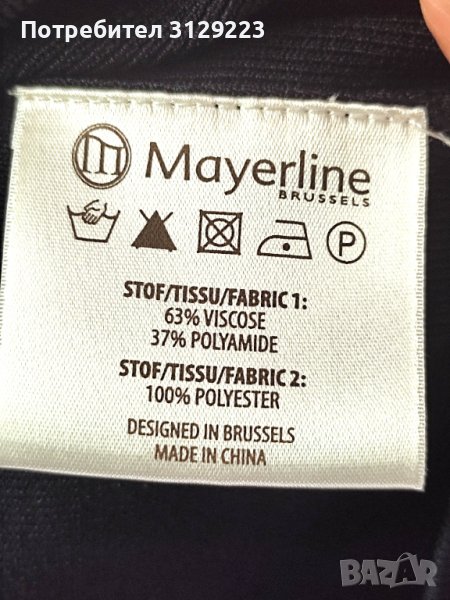 Потребител 3129223
m Mayerline
BRUSSELS
P
STOF/TISSU/FABRIC 1:
63% VISCOSE
37% POLYAMIDE
STOF/TISSU/FABRIC 2:
100% POLYESTER
DESIGNED IN BRUSSELS
MADE IN CHINA
BAZAR